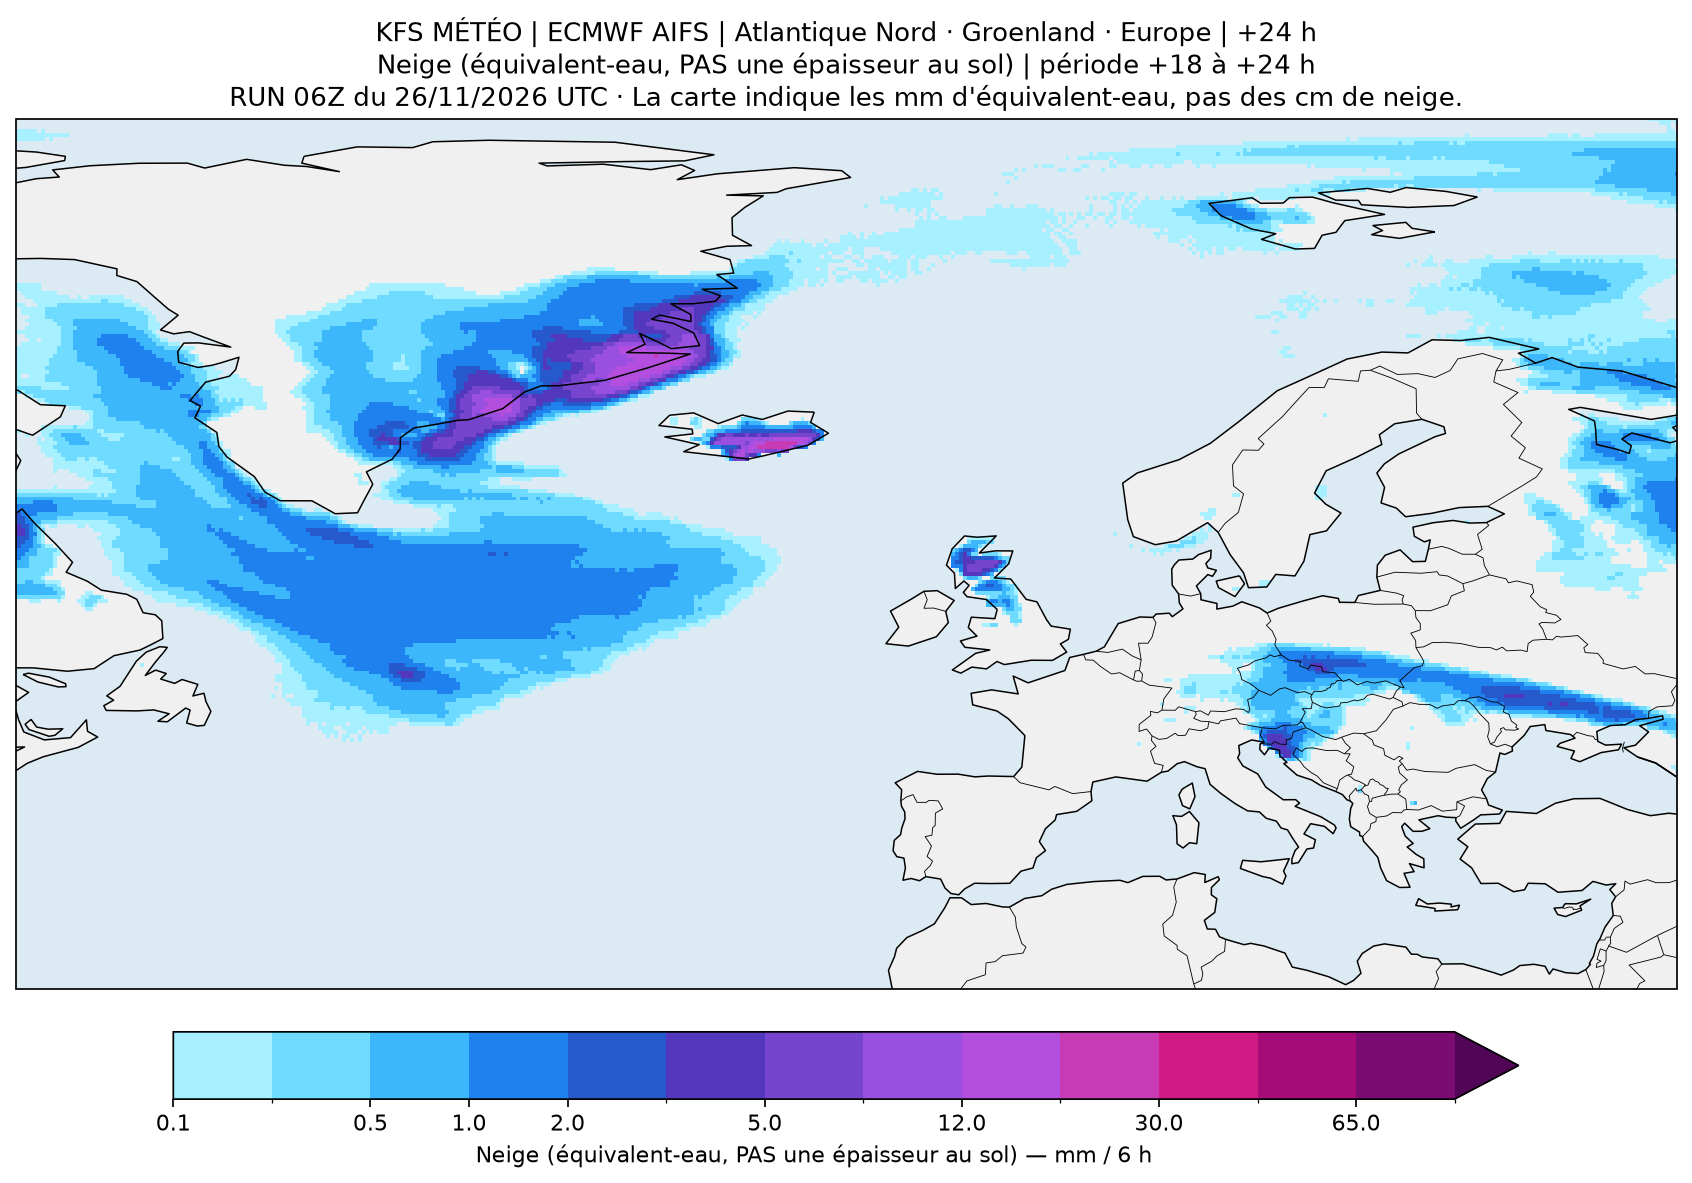 KFS MÉTÉO | ECMWF AIFS | Atlantique Nord · Groenland · Europe | +24 h
Neige (équivalent-eau, PAS une épaisseur au sol) | période +18 à +24 h
RUN 06Z du 26/11/2026 UTC · La carte indique les mm d'équivalent-eau, pas des cm de neige.
0.1 0.5 1.0 2.0 5.0 12.0 30.0 65.0
Neige (équivalent-eau, PAS une épaisseur au sol) — mm / 6 h